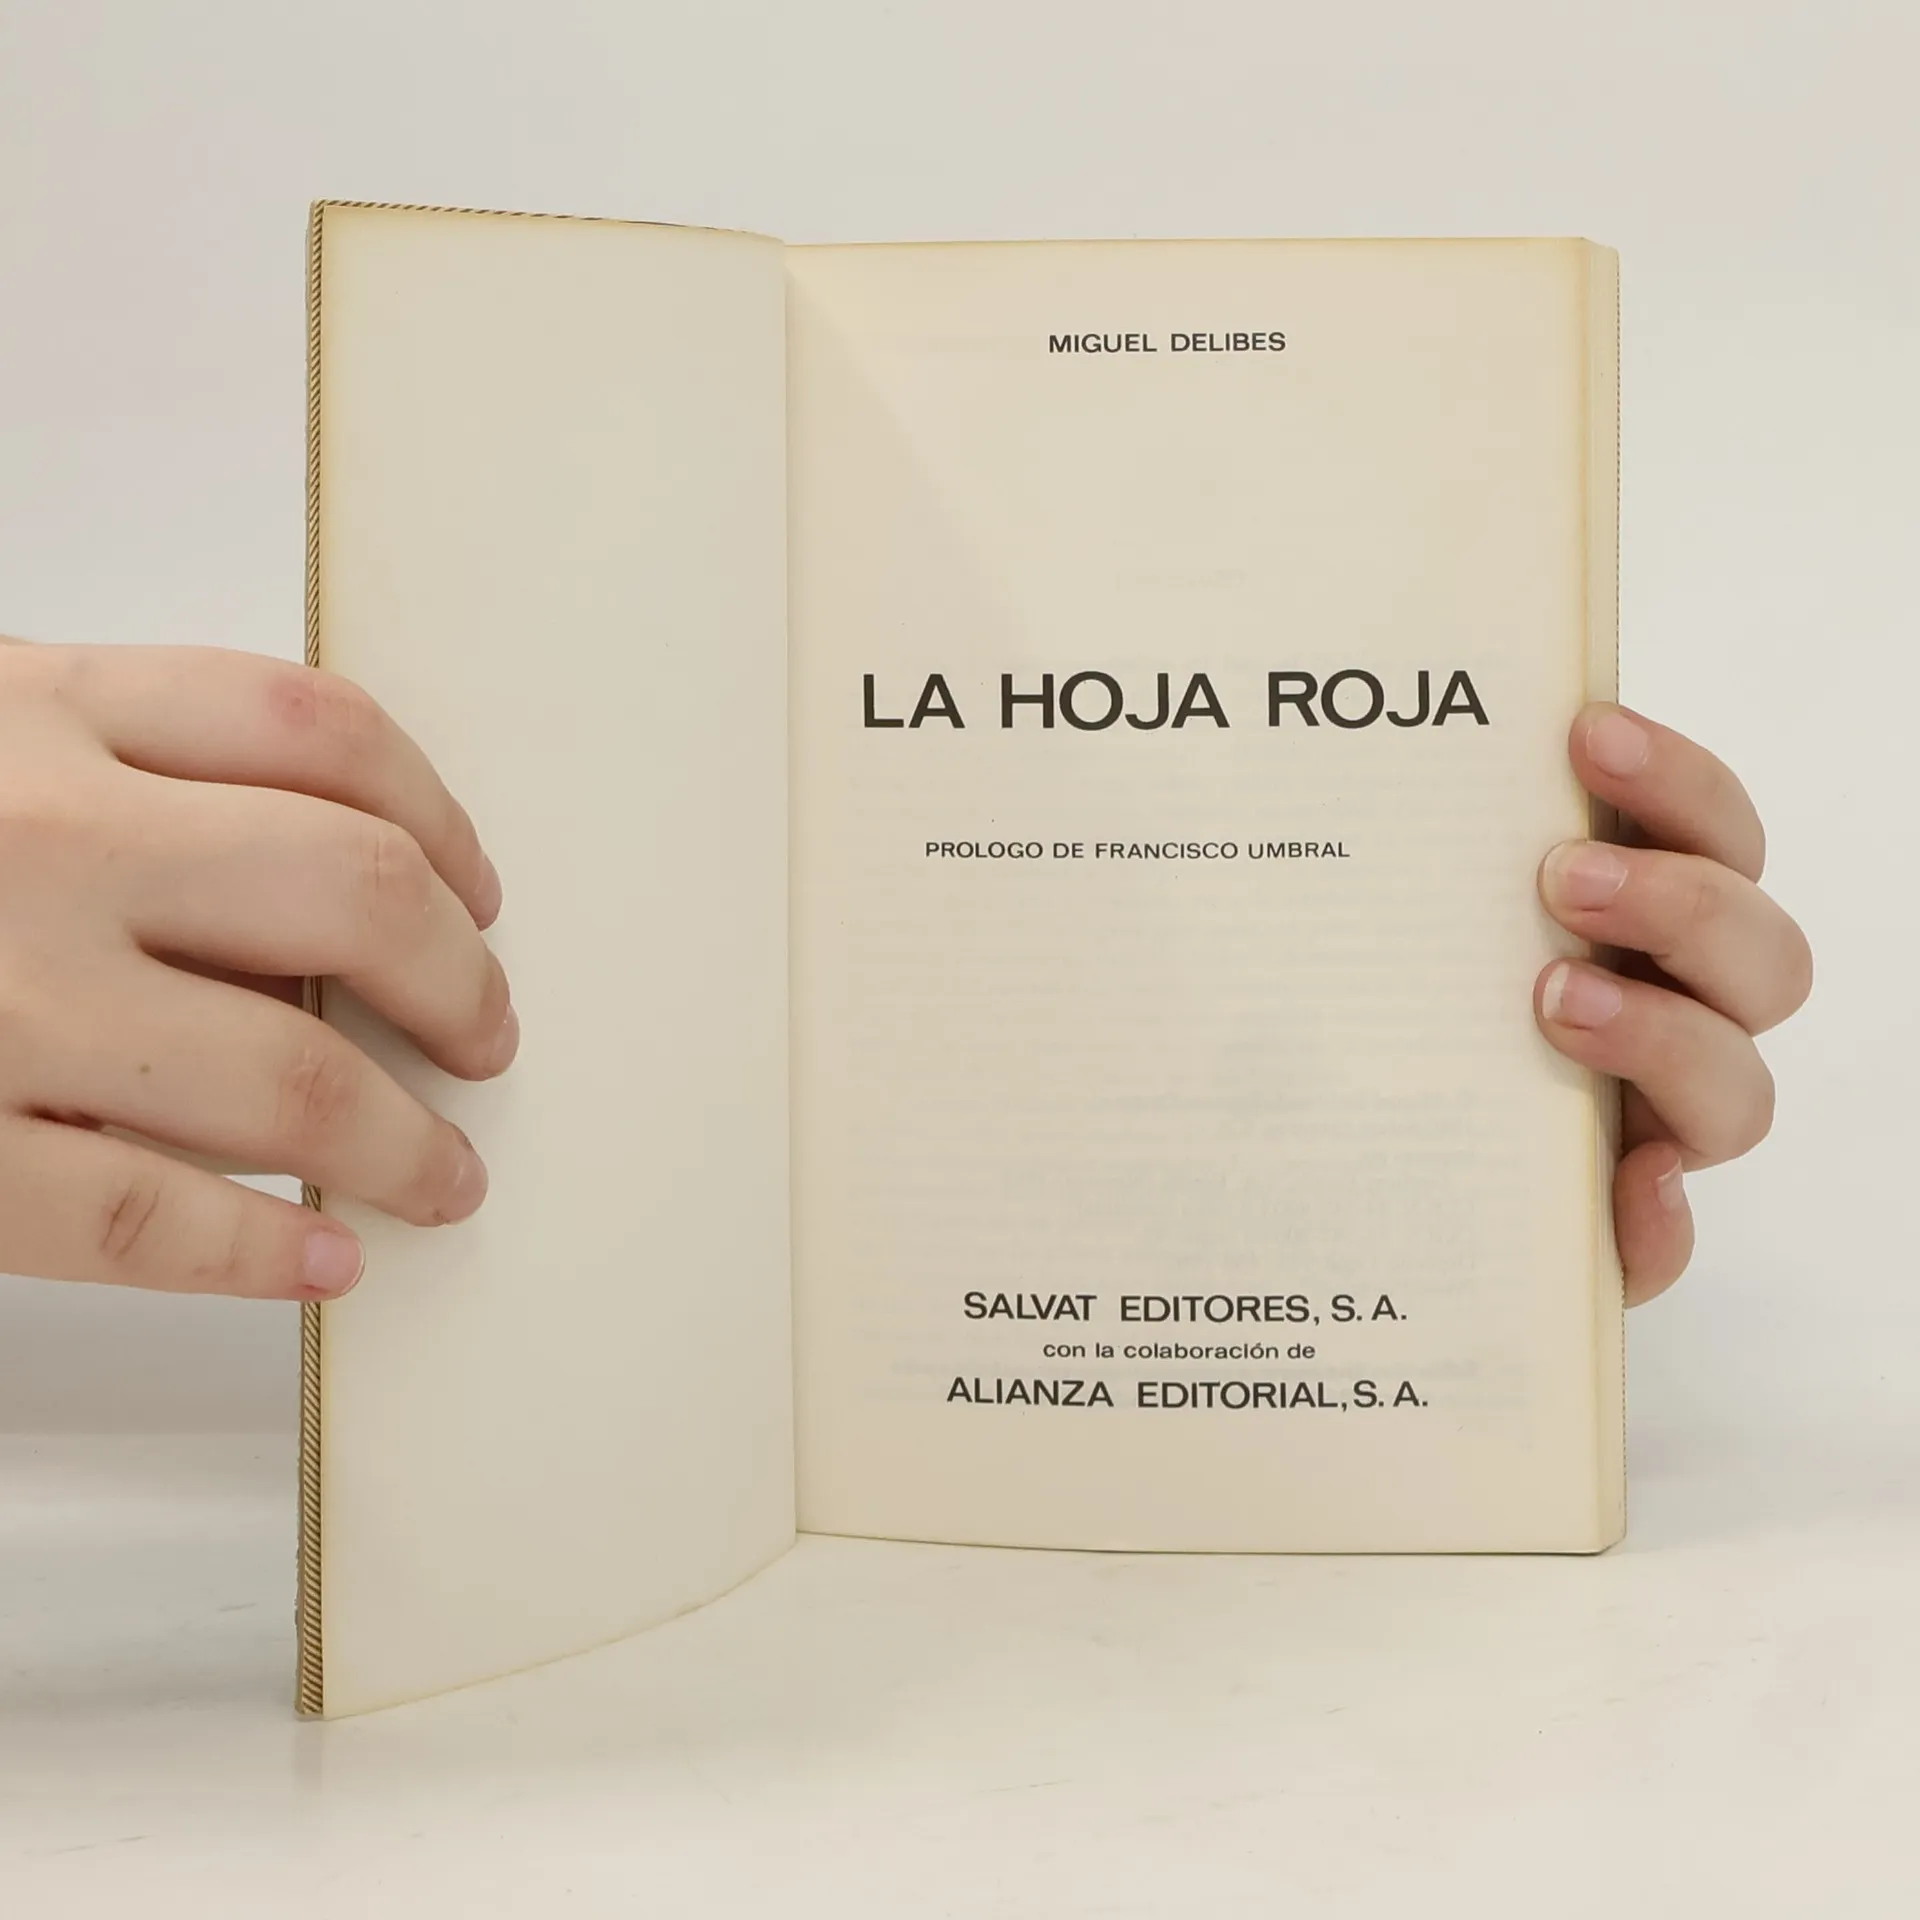 MIGUEL DELIBES
LA HOJA ROJA
PROLOGO DE FRANCISCO UMBRAL
SALVAT EDITORES, S. A.
con la colaboración de
ALIANZA EDITORIAL, S. A.